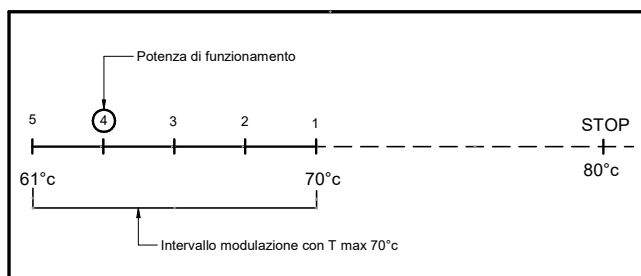 Potenza di funzionamento
5 4 3 2 1 STOP
61°c 70°c 80°c
Intervallo modulazione con T max 70°c